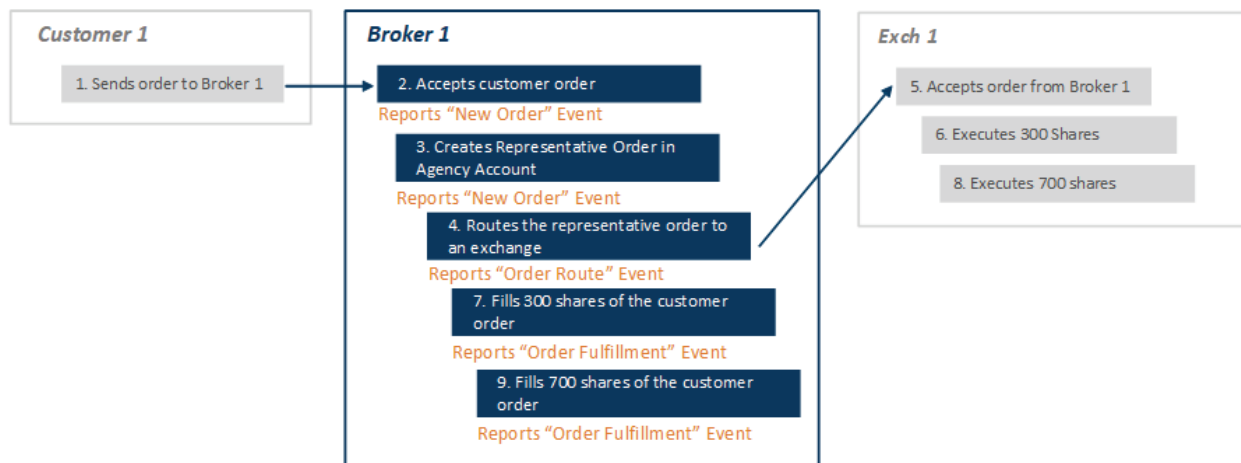 Customer 1
1. Sends order to Broker 1
Broker 1
2. Accepts customer order
Reports “New Order” Event
3. Creates Representative Order in
Agency Account
Reports “New Order” Event
4. Routes the representative order to
an exchange
Reports “Order Route” Event
7. Fills 300 shares of the customer
order
Reports “Order Fulfillment” Event
9. Fills 700 shares of the customer
order
Reports “Order Fulfillment” Event
Exch 1
5. Accepts order from Broker 1
6. Executes 300 Shares
8. Executes 700 shares